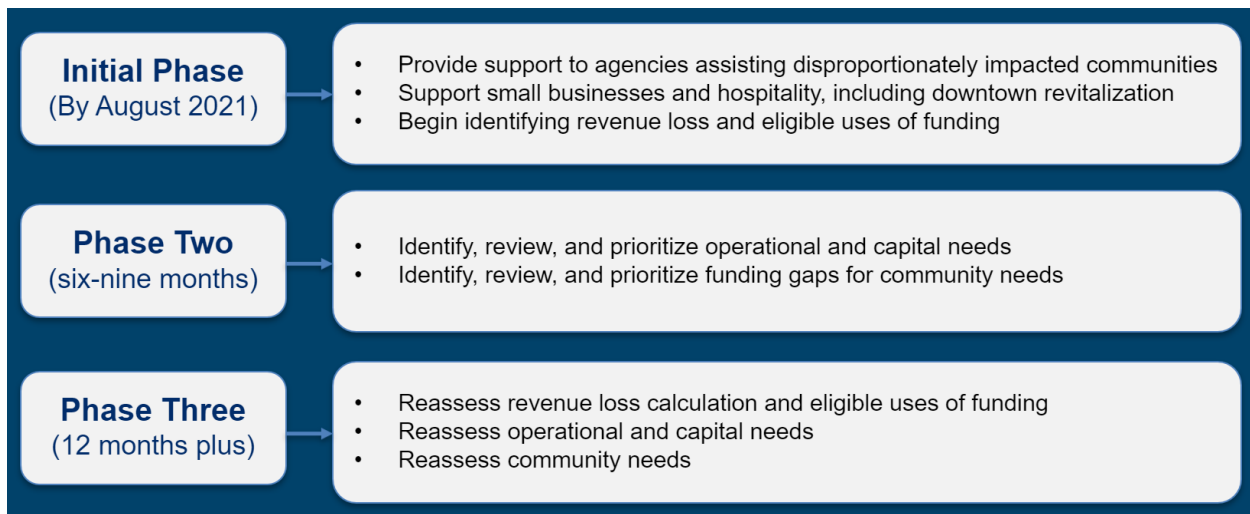 Initial Phase
(By August 2021)
• Provide support to agencies assisting disproportionately impacted communities
• Support small businesses and hospitality, including downtown revitalization
• Begin identifying revenue loss and eligible uses of funding
Phase Two
(six-nine months)
• Identify, review, and prioritize operational and capital needs
• Identify, review, and prioritize funding gaps for community needs
Phase Three
(12 months plus)
• Reassess revenue loss calculation and eligible uses of funding
• Reassess operational and capital needs
• Reassess community needs